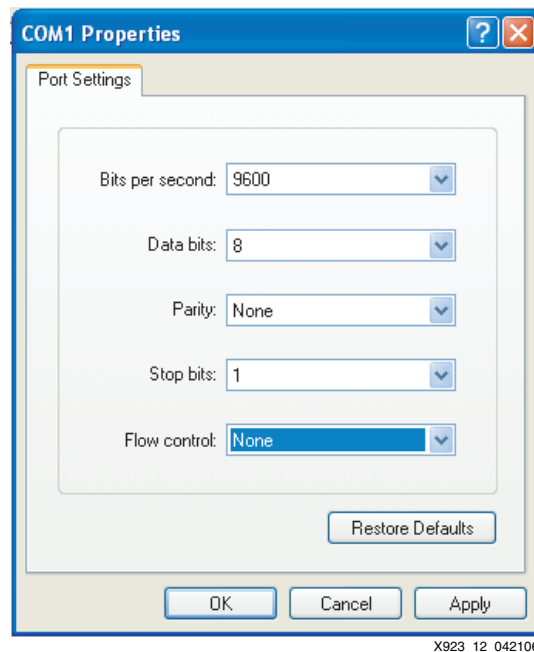 COM1 Properties
Port Settings
Bits per second: 9600
Data bits: 8
Parity: None
Stop bits: 1
Flow control: None
Restore Defaults
OK Cancel Apply
X923_12_042106